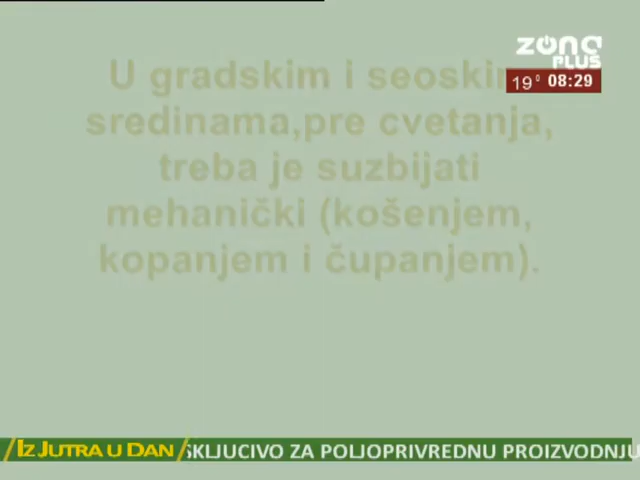 zona
PLUS
19° 08:29
U gradskim i seoskim
sredinama,pre cvetanja,
treba je suzbijati
mehanički (košenjem,
kopanjem i čupanjem).
IZ JUTRA U DAN
SKLJUCIVO ZA POLJOPRIVREDNU PROIZVODNJU